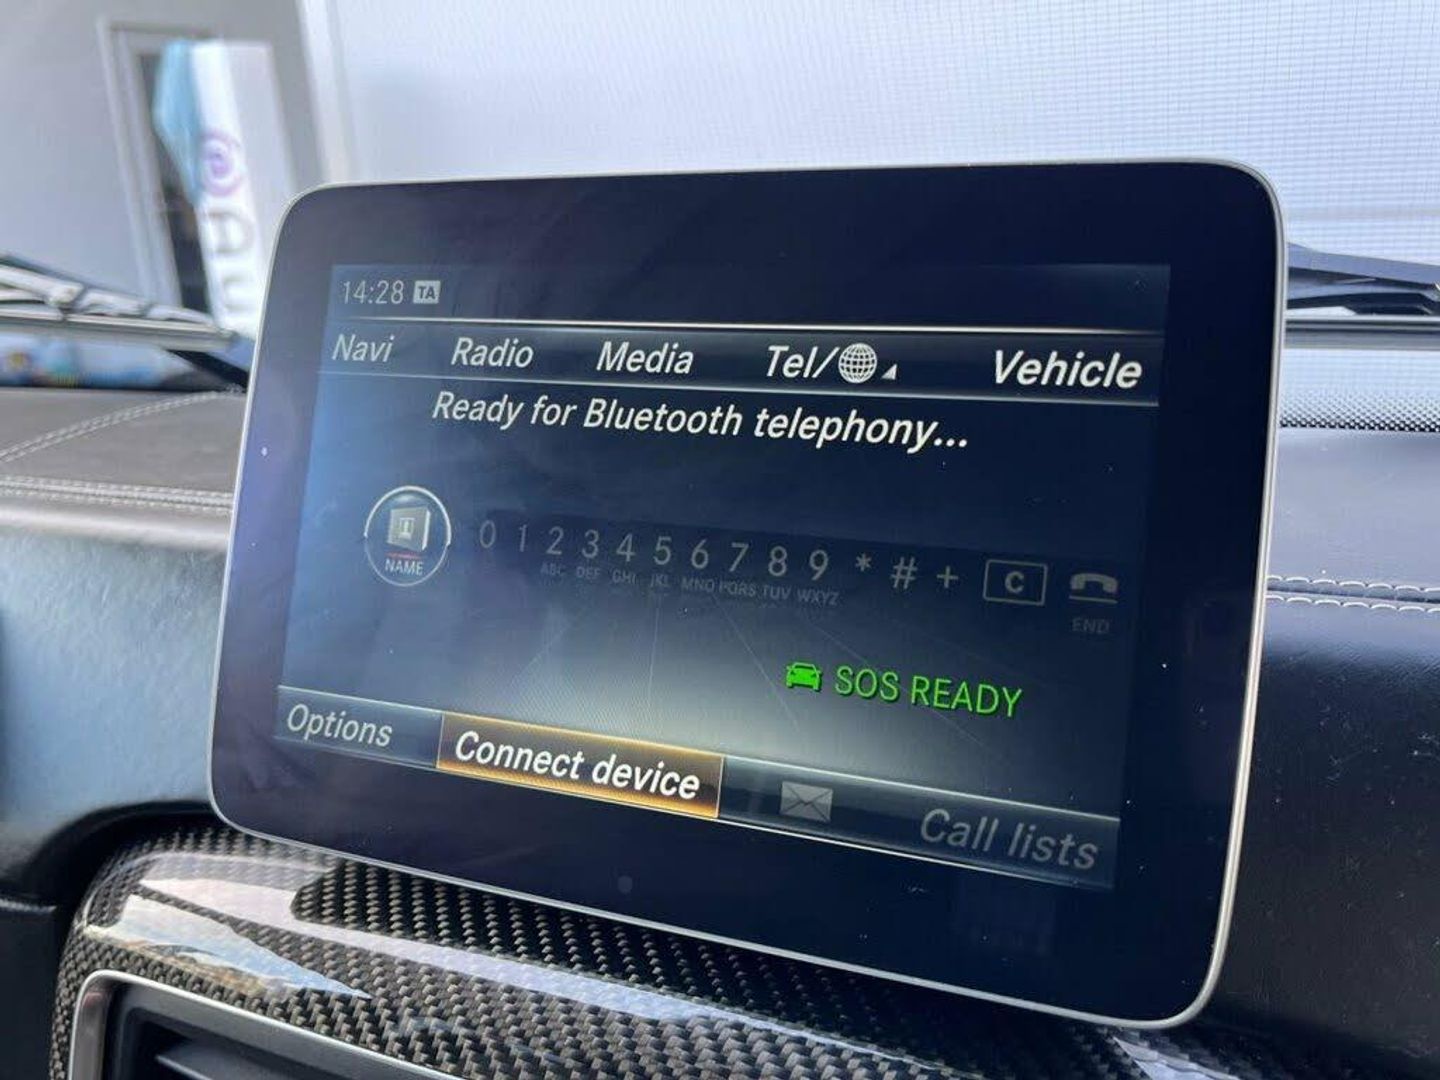 14:28 TA
Navi Radio Media Tel/ Vehicle
Ready for Bluetooth telephony...
NAME 0 1 2 3 4 5 6 7 8 9 * # + C
ABC DEF GHI JKL MNO PQRS TUV WXYZ
END
SOS READY
Options Connect device Call lists